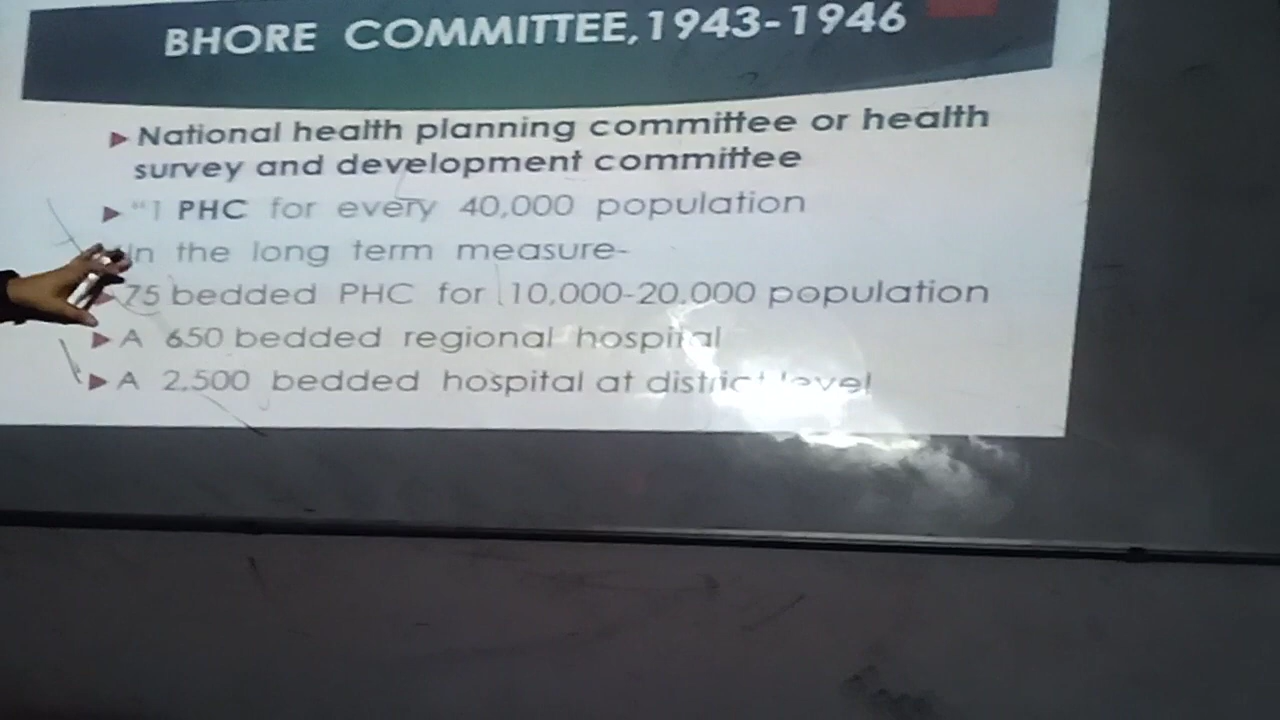 BHORE COMMITTEE,1943-1946
National health planning committee or health
survey and development committee
"1 PHC for every 40,000 population
In the long term measure-
75 bedded PHC for 10,000-20,000 population
A 650 bedded regional hospital
A 2,500 bedded hospital at district level